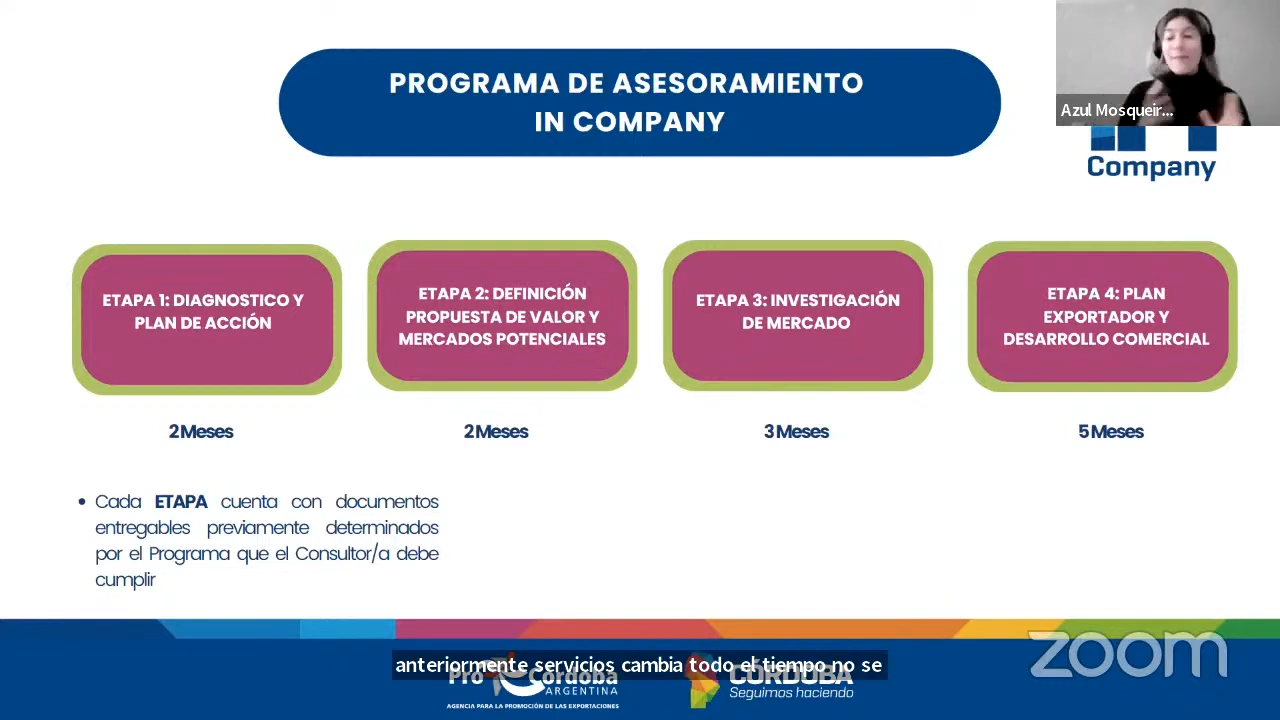 PROGRAMA DE ASESORAMIENTO
IN COMPANY
Azul Mosqueir...
Company
ETAPA 1: DIAGNOSTICO Y
PLAN DE ACCIÓN
ETAPA 2: DEFINICIÓN
PROPUESTA DE VALOR Y
MERCADOS POTENCIALES
ETAPA 3: INVESTIGACIÓN
DE MERCADO
ETAPA 4: PLAN
EXPORTADOR Y
DESARROLLO COMERCIAL
2 Meses
2 Meses
3 Meses
5 Meses
• Cada ETAPA cuenta con documentos
entregables previamente determinados
por el Programa que el Consultor/a debe
cumplir
zoom
anteriormente servicios cambia todo el tiempo no se
Pro Córdoba
ARGENTINA
AGENCIA PARA LA PROMOCIÓN DE LAS EXPORTACIONES
CÓRDOBA
Seguimos haciendo